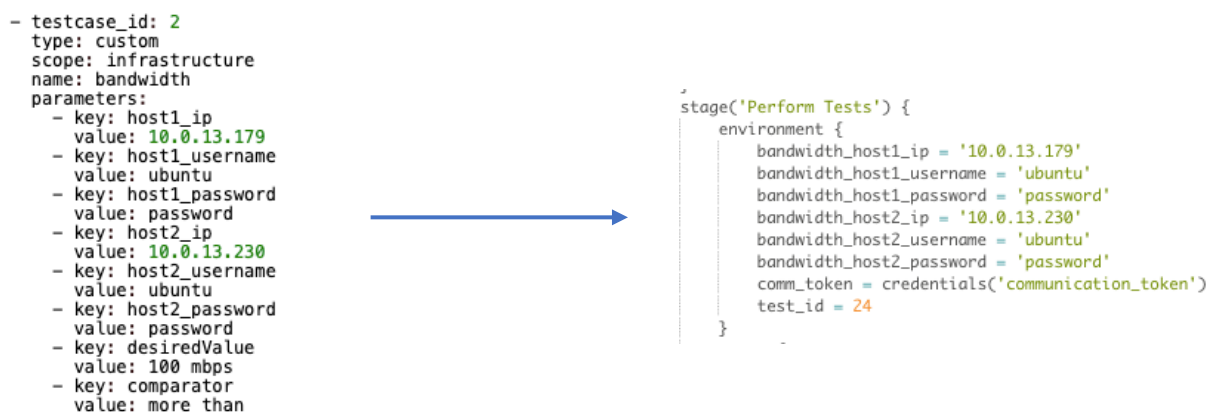 - testcase_id: 2
type: custom
scope: infrastructure
name: bandwidth
parameters:
- key: host1_ip
value: 10.0.13.179
- key: host1_username
value: ubuntu
- key: host1_password
value: password
- key: host2_ip
value: 10.0.13.230
- key: host2_username
value: ubuntu
- key: host2_password
value: password
- key: desiredValue
value: 100 mbps
- key: comparator
value: more than
stage('Perform Tests') {
environment {
bandwidth_host1_ip = '10.0.13.179'
bandwidth_host1_username = 'ubuntu'
bandwidth_host1_password = 'password'
bandwidth_host2_ip = '10.0.13.230'
bandwidth_host2_username = 'ubuntu'
bandwidth_host2_password = 'password'
comm_token = credentials('communication_token')
test_id = 24
}